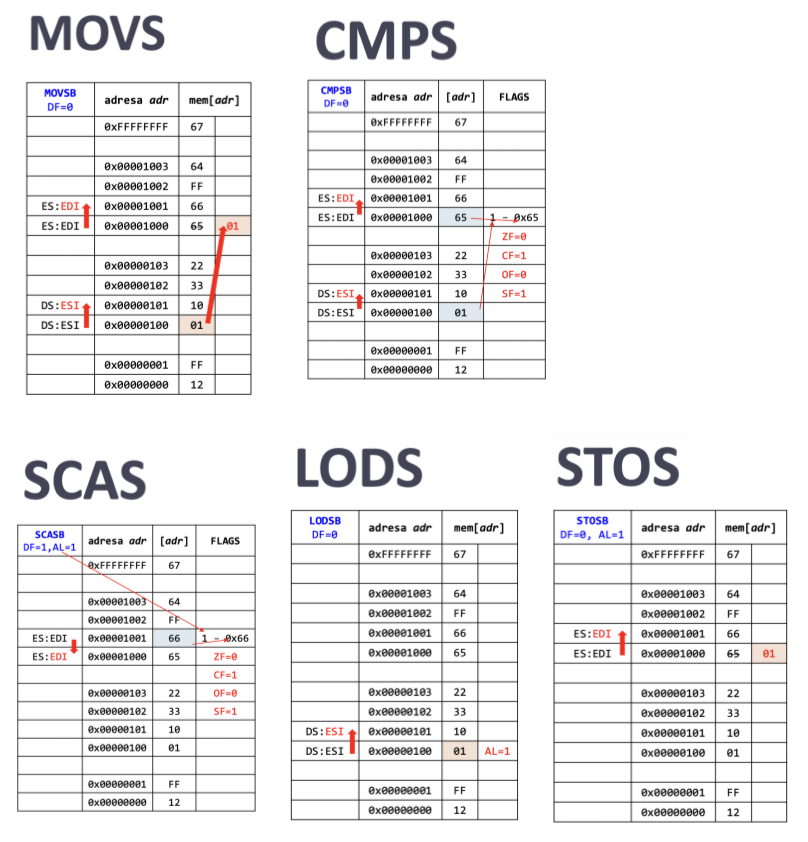 MOVS
MOVSB
DF=0
adresa adr mem[adr]
0xFFFFFFFF 67
0x00001003 64
0x00001002 FF
ES:EDI 0x00001001 66
ES:EDI 0x00001000 65 01
0x00000103 22
0x00000102 33
DS:ESI 0x00000101 10
DS:ESI 0x00000100 01
0x00000001 FF
0x00000000 12
CMPS
CMPSB
DF=0
adresa adr [adr] FLAGS
0xFFFFFFFF 67
0x00001003 64
0x00001002 FF
ES:EDI 0x00001001 66
ES:EDI 0x00001000 65 1 - 0x65
ZF=0
0x00000103 22 CF=1
0x00000102 33 OF=0
DS:ESI 0x00000101 10 SF=1
DS:ESI 0x00000100 01
0x00000001 FF
0x00000000 12
SCAS
SCASB
DF=1,AL=1
adresa adr [adr] FLAGS
0xFFFFFFFF 67
0x00001003 64
0x00001002 FF
ES:EDI 0x00001001 66 1 - 0x66
ES:EDI 0x00001000 65 ZF=0
CF=1
0x00000103 22 OF=0
0x00000102 33 SF=1
0x00000101 10
0x00000100 01
0x00000001 FF
0x00000000 12
LODS
LODSB
DF=0
adresa adr mem[adr]
0xFFFFFFFF 67
0x00001003 64
0x00001002 FF
0x00001001 66
0x00001000 65
0x00000103 22
0x00000102 33
DS:ESI 0x00000101 10
DS:ESI 0x00000100 01 AL=1
0x00000001 FF
0x00000000 12
STOS
STOSB
DF=0, AL=1
adresa adr mem[adr]
0xFFFFFFFF 67
0x00001003 64
0x00001002 FF
ES:EDI 0x00001001 66
ES:EDI 0x00001000 65 01
0x00000103 22
0x00000102 33
0x00000101 10
0x00000100 01
0x00000001 FF
0x00000000 12